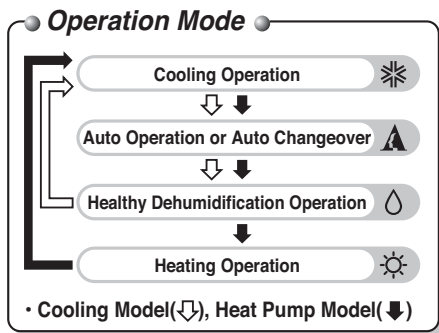 Operation Mode
Cooling Operation
Auto Operation or Auto Changeover
Healthy Dehumidification Operation
Heating Operation
• Cooling Model(⇩), Heat Pump Model(⬇)